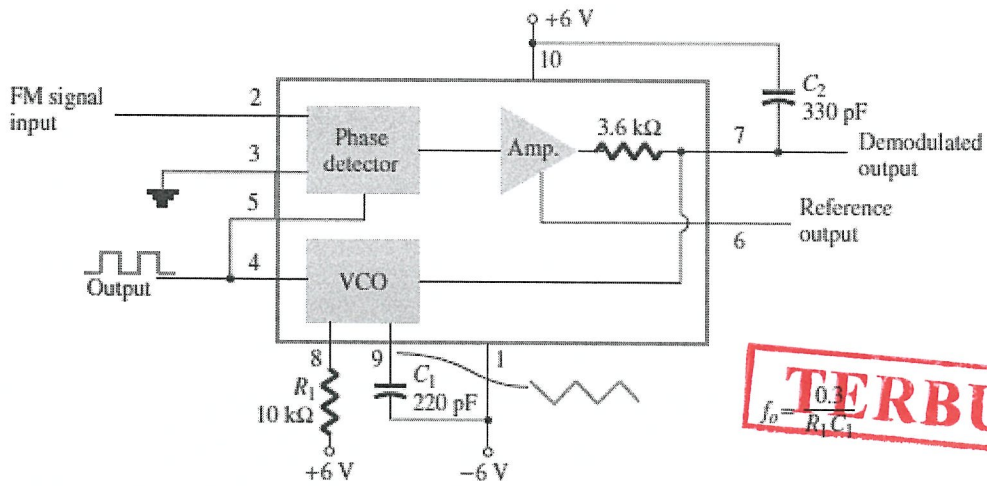 +6 V
10
FM signal
input
2
3
5
4
Phase
detector
Amp.
3.6 kΩ
7
C₂
330 pF
Demodulated
output
Reference
output
6
Output
VCO
8
9
1
R₁
10 kΩ
C₁
220 pF
+6 V
−6 V
fₒ = 0.3 / R₁C₁